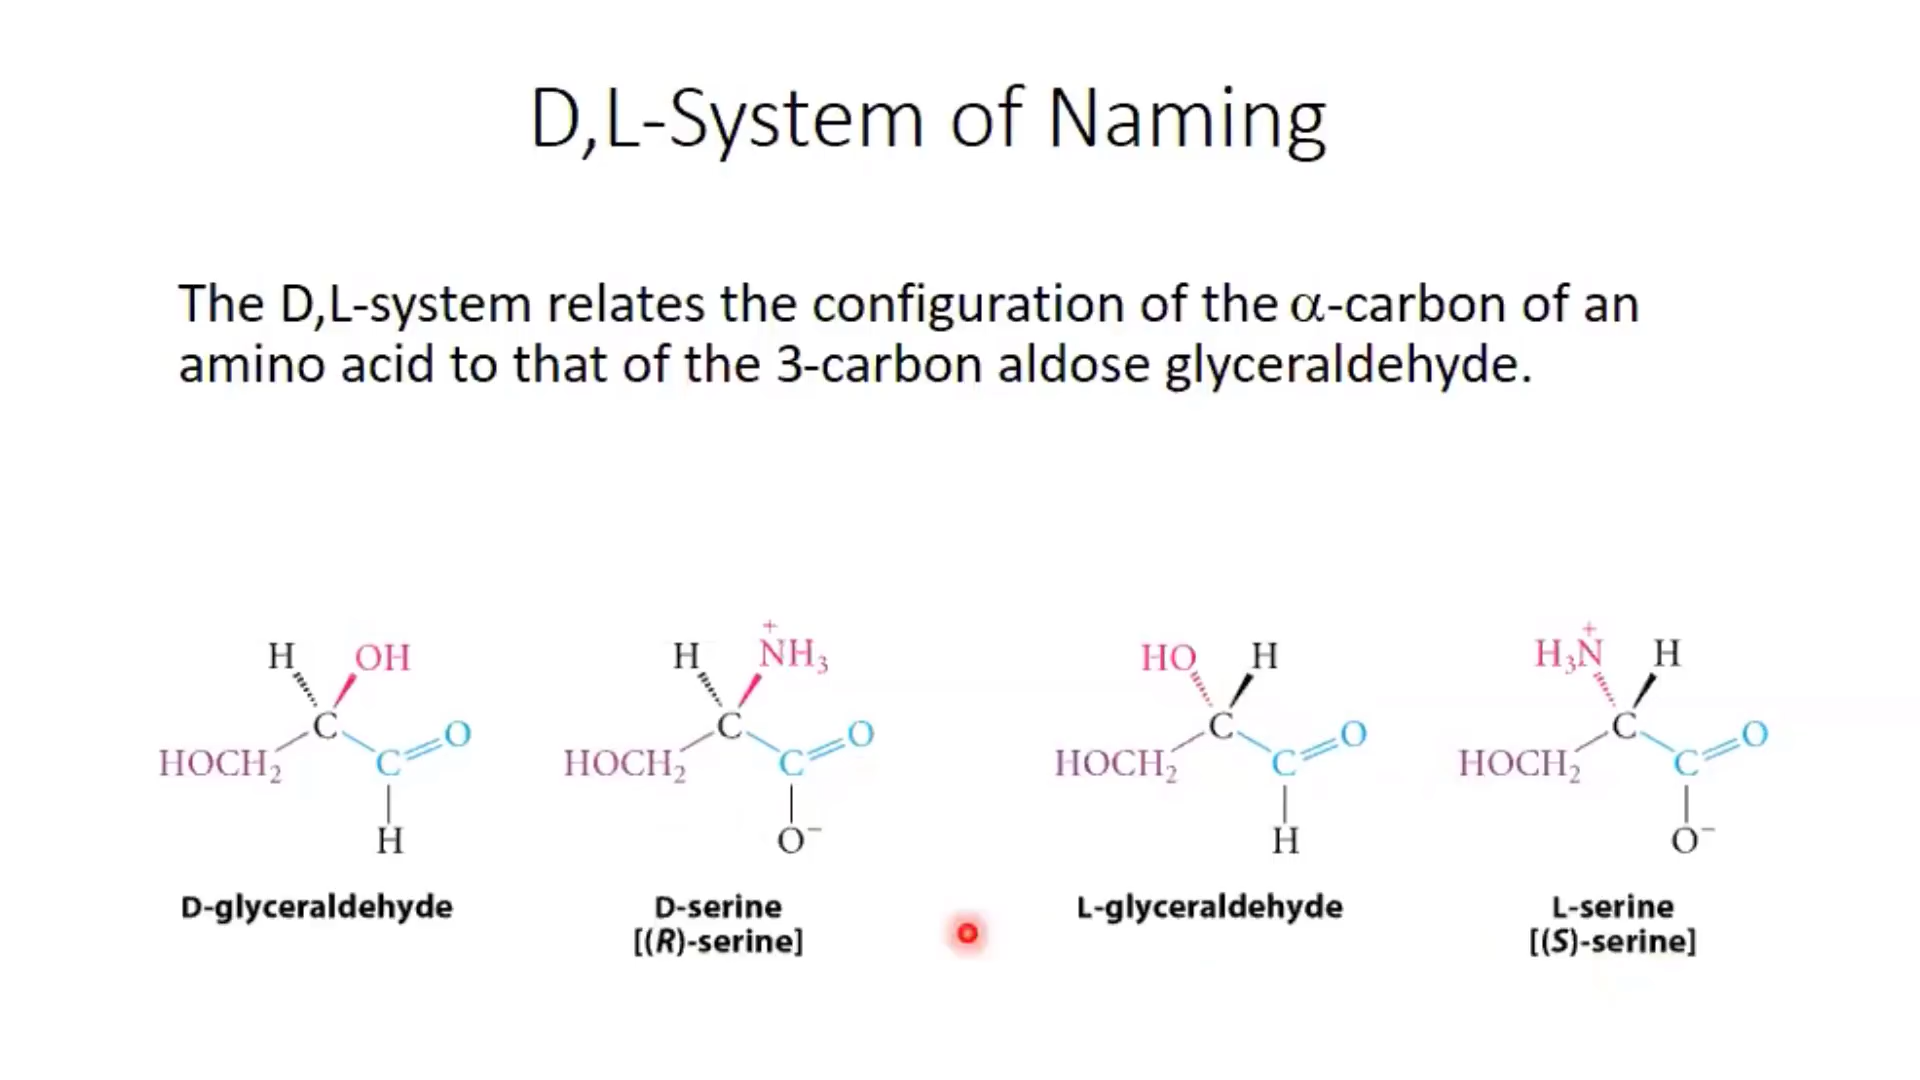 D,L-System of Naming
The D,L-system relates the configuration of the α-carbon of an
amino acid to that of the 3-carbon aldose glyceraldehyde.
H OH
C
HOCH₂ C O
H
D-glyceraldehyde
H N⁺H₃
C
HOCH₂ C O
O⁻
D-serine
[(R)-serine]
HO H
C
HOCH₂ C O
H
L-glyceraldehyde
H₃N⁺ H
C
HOCH₂ C O
O⁻
L-serine
[(S)-serine]